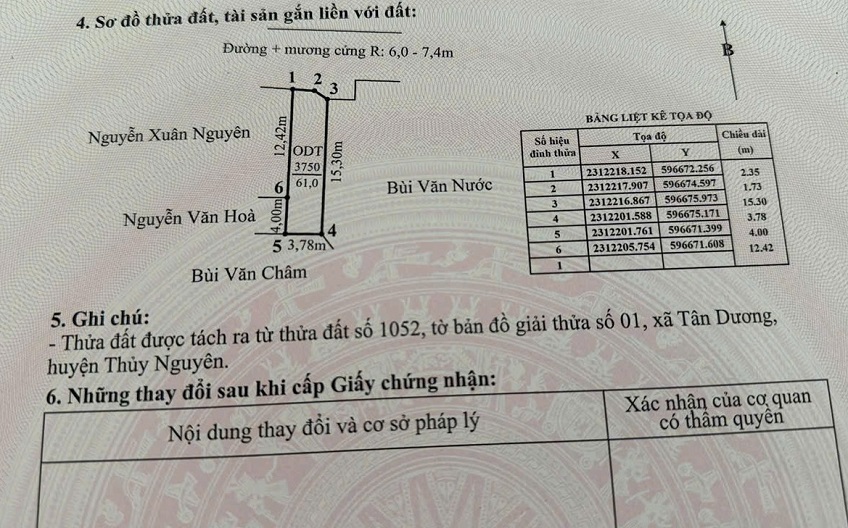 4. Sơ đồ thửa đất, tài sản gắn liền với đất:
Đường + mương cứng R: 6,0 - 7,4m
B
1 2
3
Nguyễn Xuân Nguyên
12,42m
ODT
3750
61,0
15,30m
Bùi Văn Nước
6
Nguyễn Văn Hoà
4,00m
4
5 3,78m
Bùi Văn Châm
BẢNG LIỆT KÊ TỌA ĐỘ
Số hiệu đỉnh thửa Tọa độ Chiều dài (m)
X Y
1 2312218.152 596672.256
2.35
2 2312217.907 596674.597
1.73
3 2312216.867 596675.973
15.30
4 2312201.588 596675.171
3.78
5 2312201.761 596671.399
4.00
6 2312205.754 596671.608
12.42
1
5. Ghi chú:
- Thửa đất được tách ra từ thửa đất số 1052, tờ bản đồ giải thửa số 01, xã Tân Dương,
huyện Thủy Nguyên.
6. Những thay đổi sau khi cấp Giấy chứng nhận:
Nội dung thay đổi và cơ sở pháp lý
Xác nhận của cơ quan
có thẩm quyền